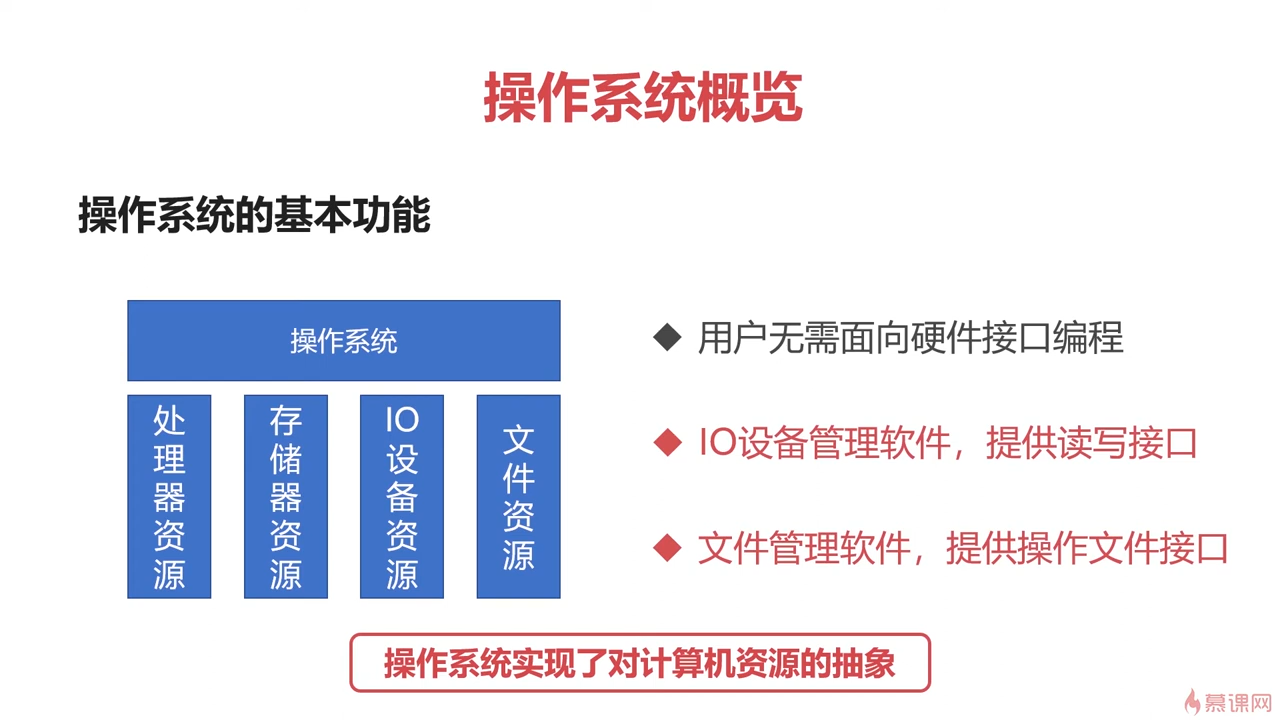 操作系统概览
操作系统的基本功能
操作系统
处理器资源
存储器资源
IO设备资源
文件资源
用户无需面向硬件接口编程
IO设备管理软件，提供读写接口
文件管理软件，提供操作文件接口
操作系统实现了对计算机资源的抽象
慕课网